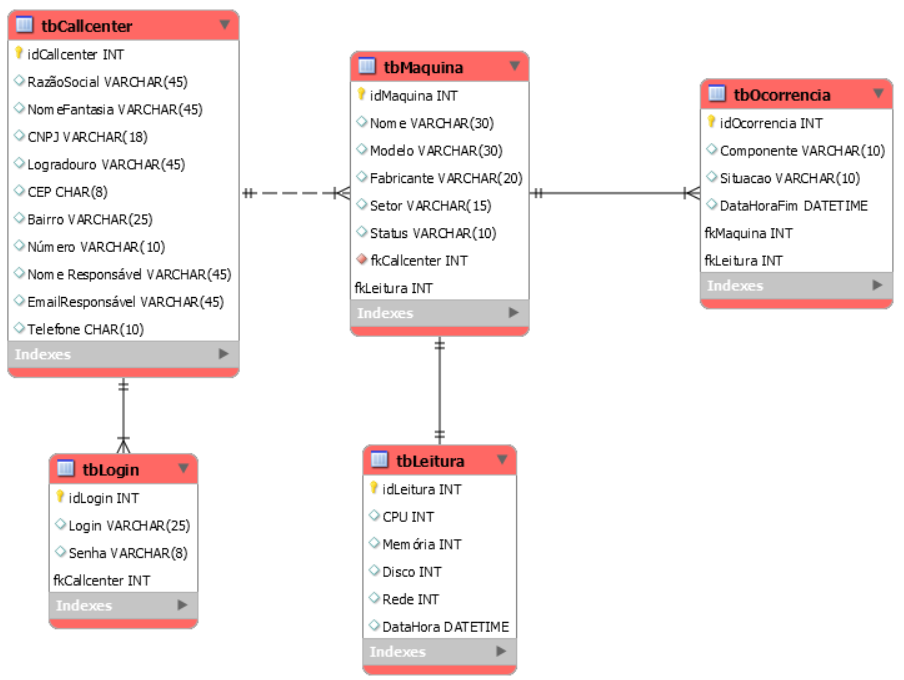 tbCallcenter
idCallcenter INT
RazãoSocial VARCHAR(45)
NomeFantasia VARCHAR(45)
CNPJ VARCHAR(18)
Logradouro VARCHAR(45)
CEP CHAR(8)
Bairro VARCHAR(25)
Número VARCHAR(10)
Nome Responsável VARCHAR(45)
EmailResponsável VARCHAR(45)
Telefone CHAR(10)
Indexes
tbMaquina
idMaquina INT
Nome VARCHAR(30)
Modelo VARCHAR(30)
Fabricante VARCHAR(20)
Setor VARCHAR(15)
Status VARCHAR(10)
fkCallcenter INT
fkLeitura INT
Indexes
tbOcorrencia
idOcorrencia INT
Componente VARCHAR(10)
Situacao VARCHAR(10)
DataHoraFim DATETIME
fkMaquina INT
fkLeitura INT
Indexes
tbLogin
idLogin INT
Login VARCHAR(25)
Senha VARCHAR(8)
fkCallcenter INT
Indexes
tbLeitura
idLeitura INT
CPU INT
Memória INT
Disco INT
Rede INT
DataHora DATETIME
Indexes